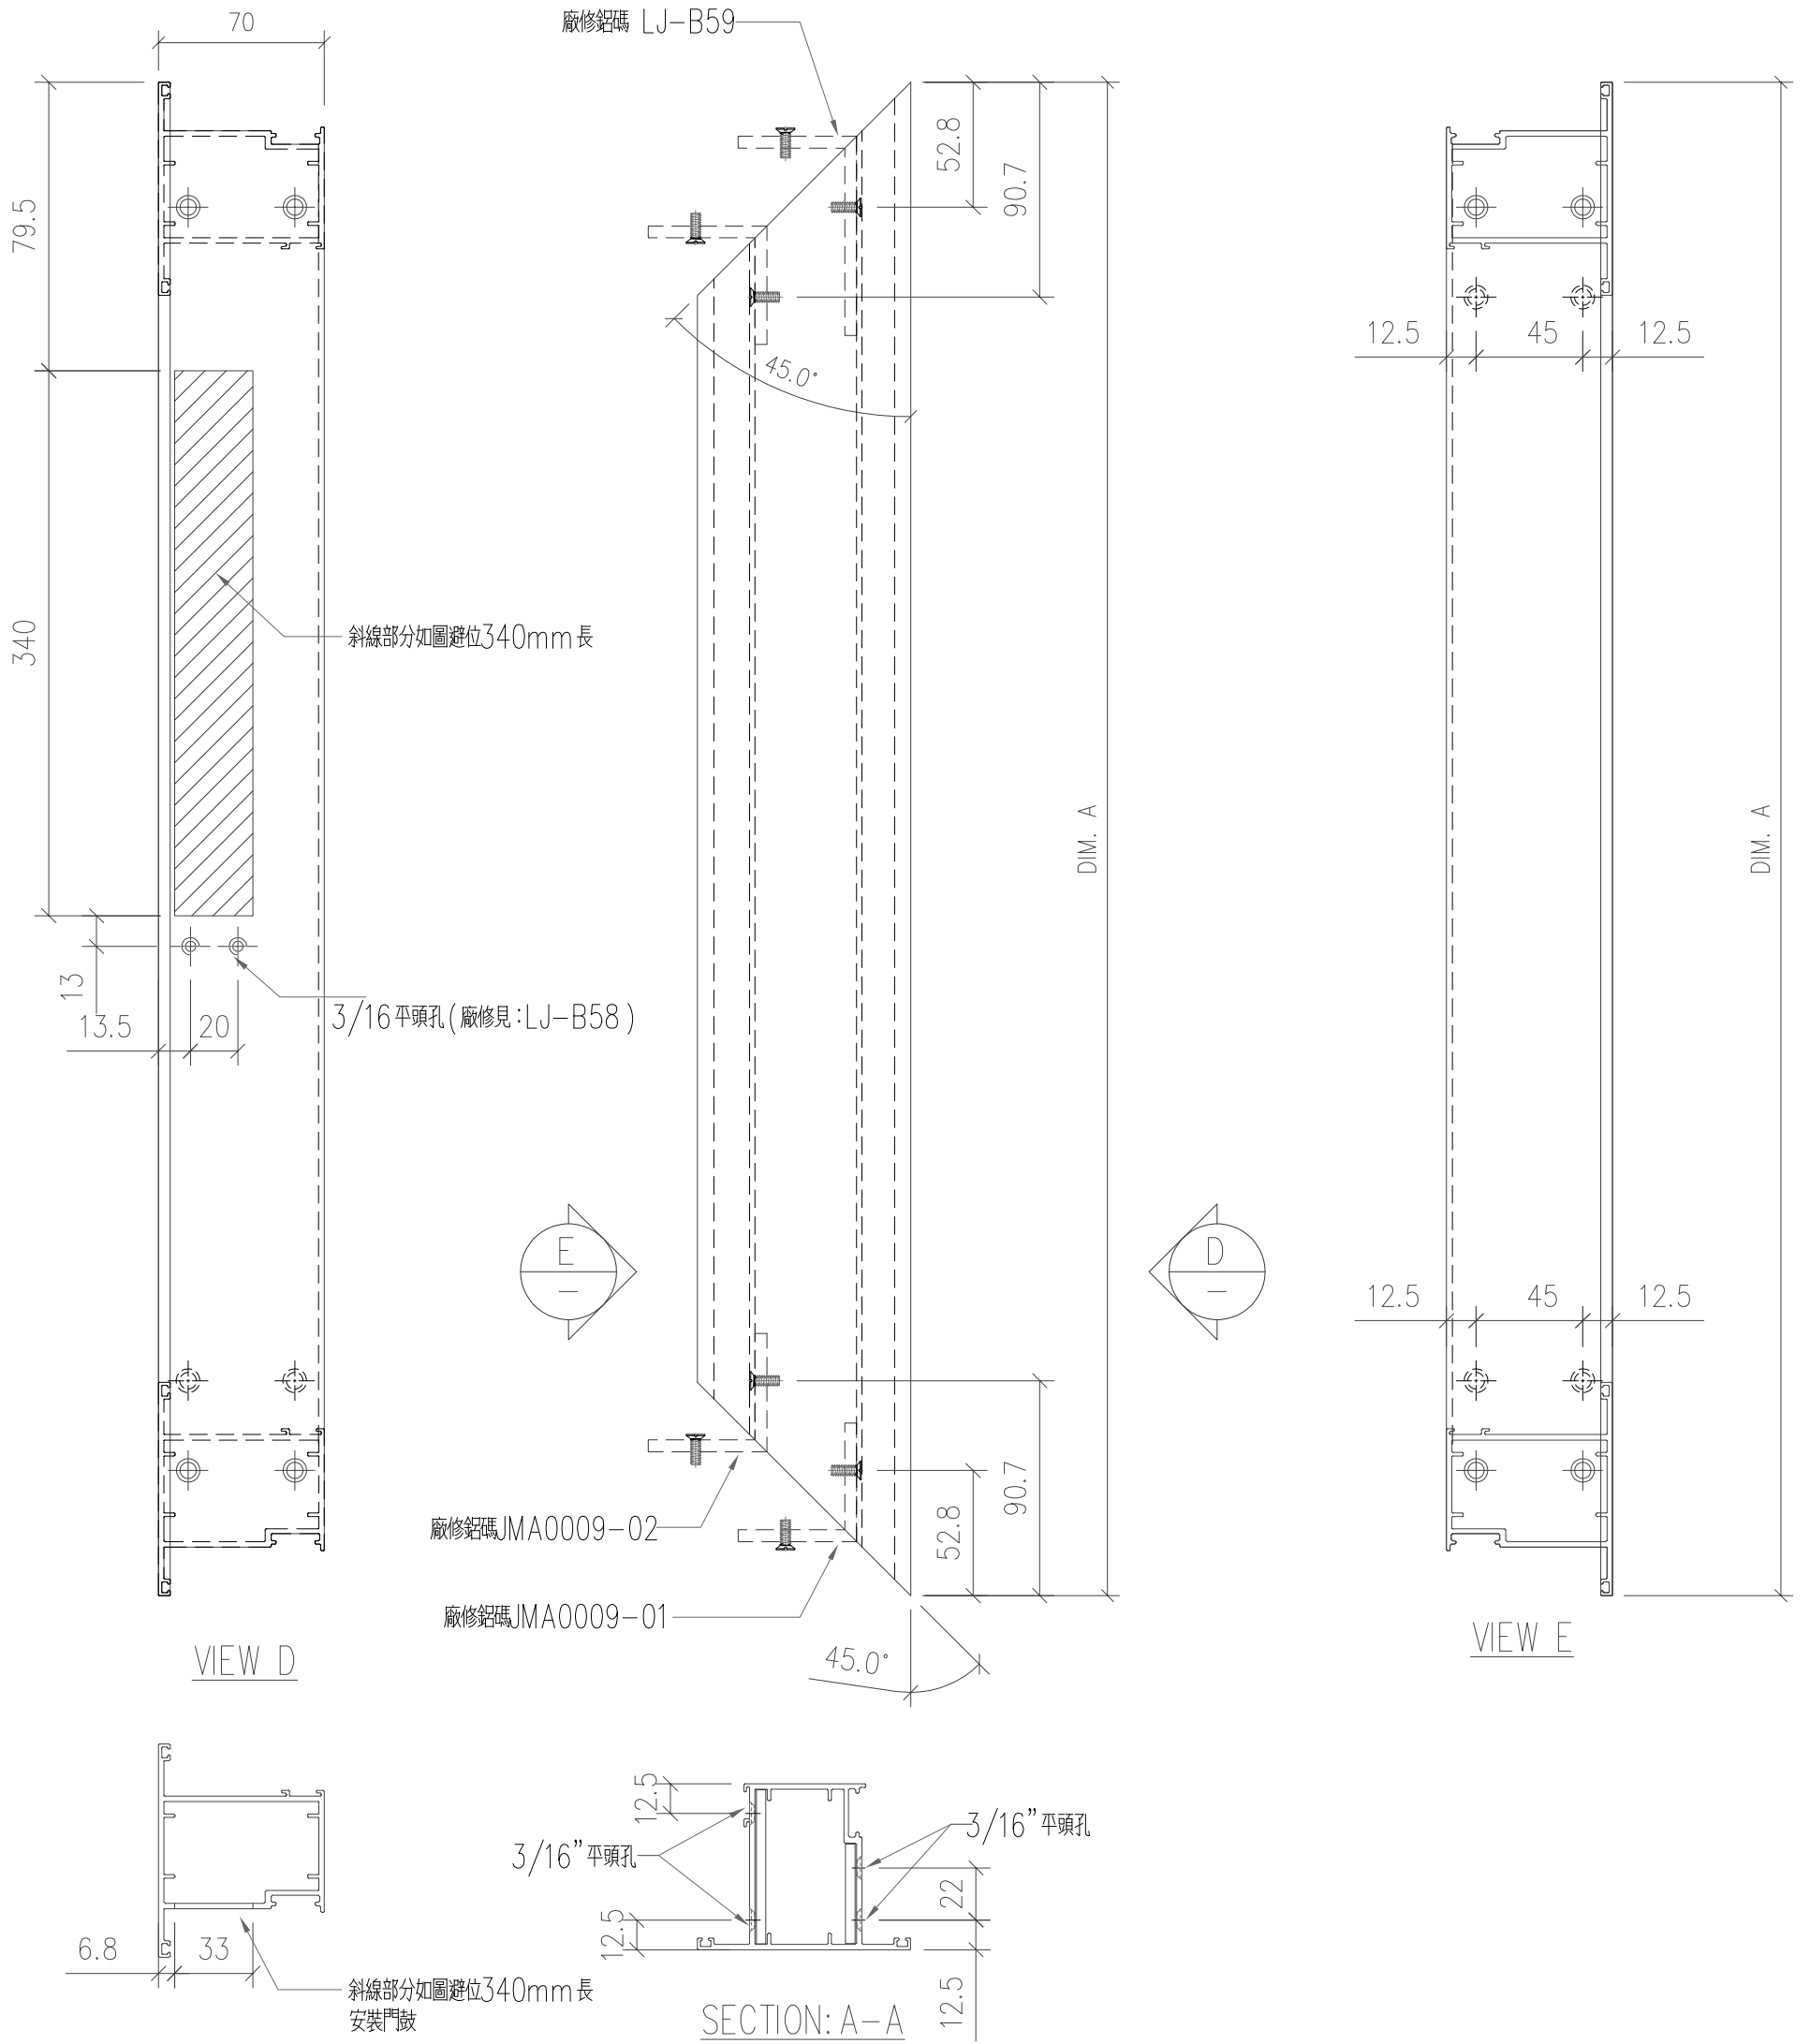 70
廠修鋁碼 LJ-B59
79.5
52.8
90.7
12.5
45
12.5
45.0°
340
斜線部分如圖避位340mm長
DIM. A
DIM. A
13
13.5
20
3/16平頭孔(廠修見:LJ-B58)
E
-
D
-
12.5
45
12.5
廠修鋁碼JMA0009-02
90.7
52.8
廠修鋁碼JMA0009-01
45.0°
VIEW D
VIEW E
12.5
3/16"平頭孔
3/16"平頭孔
22
12.5
12.5
6.8
33
斜線部分如圖避位340mm長
安裝門鼓
SECTION: A-A